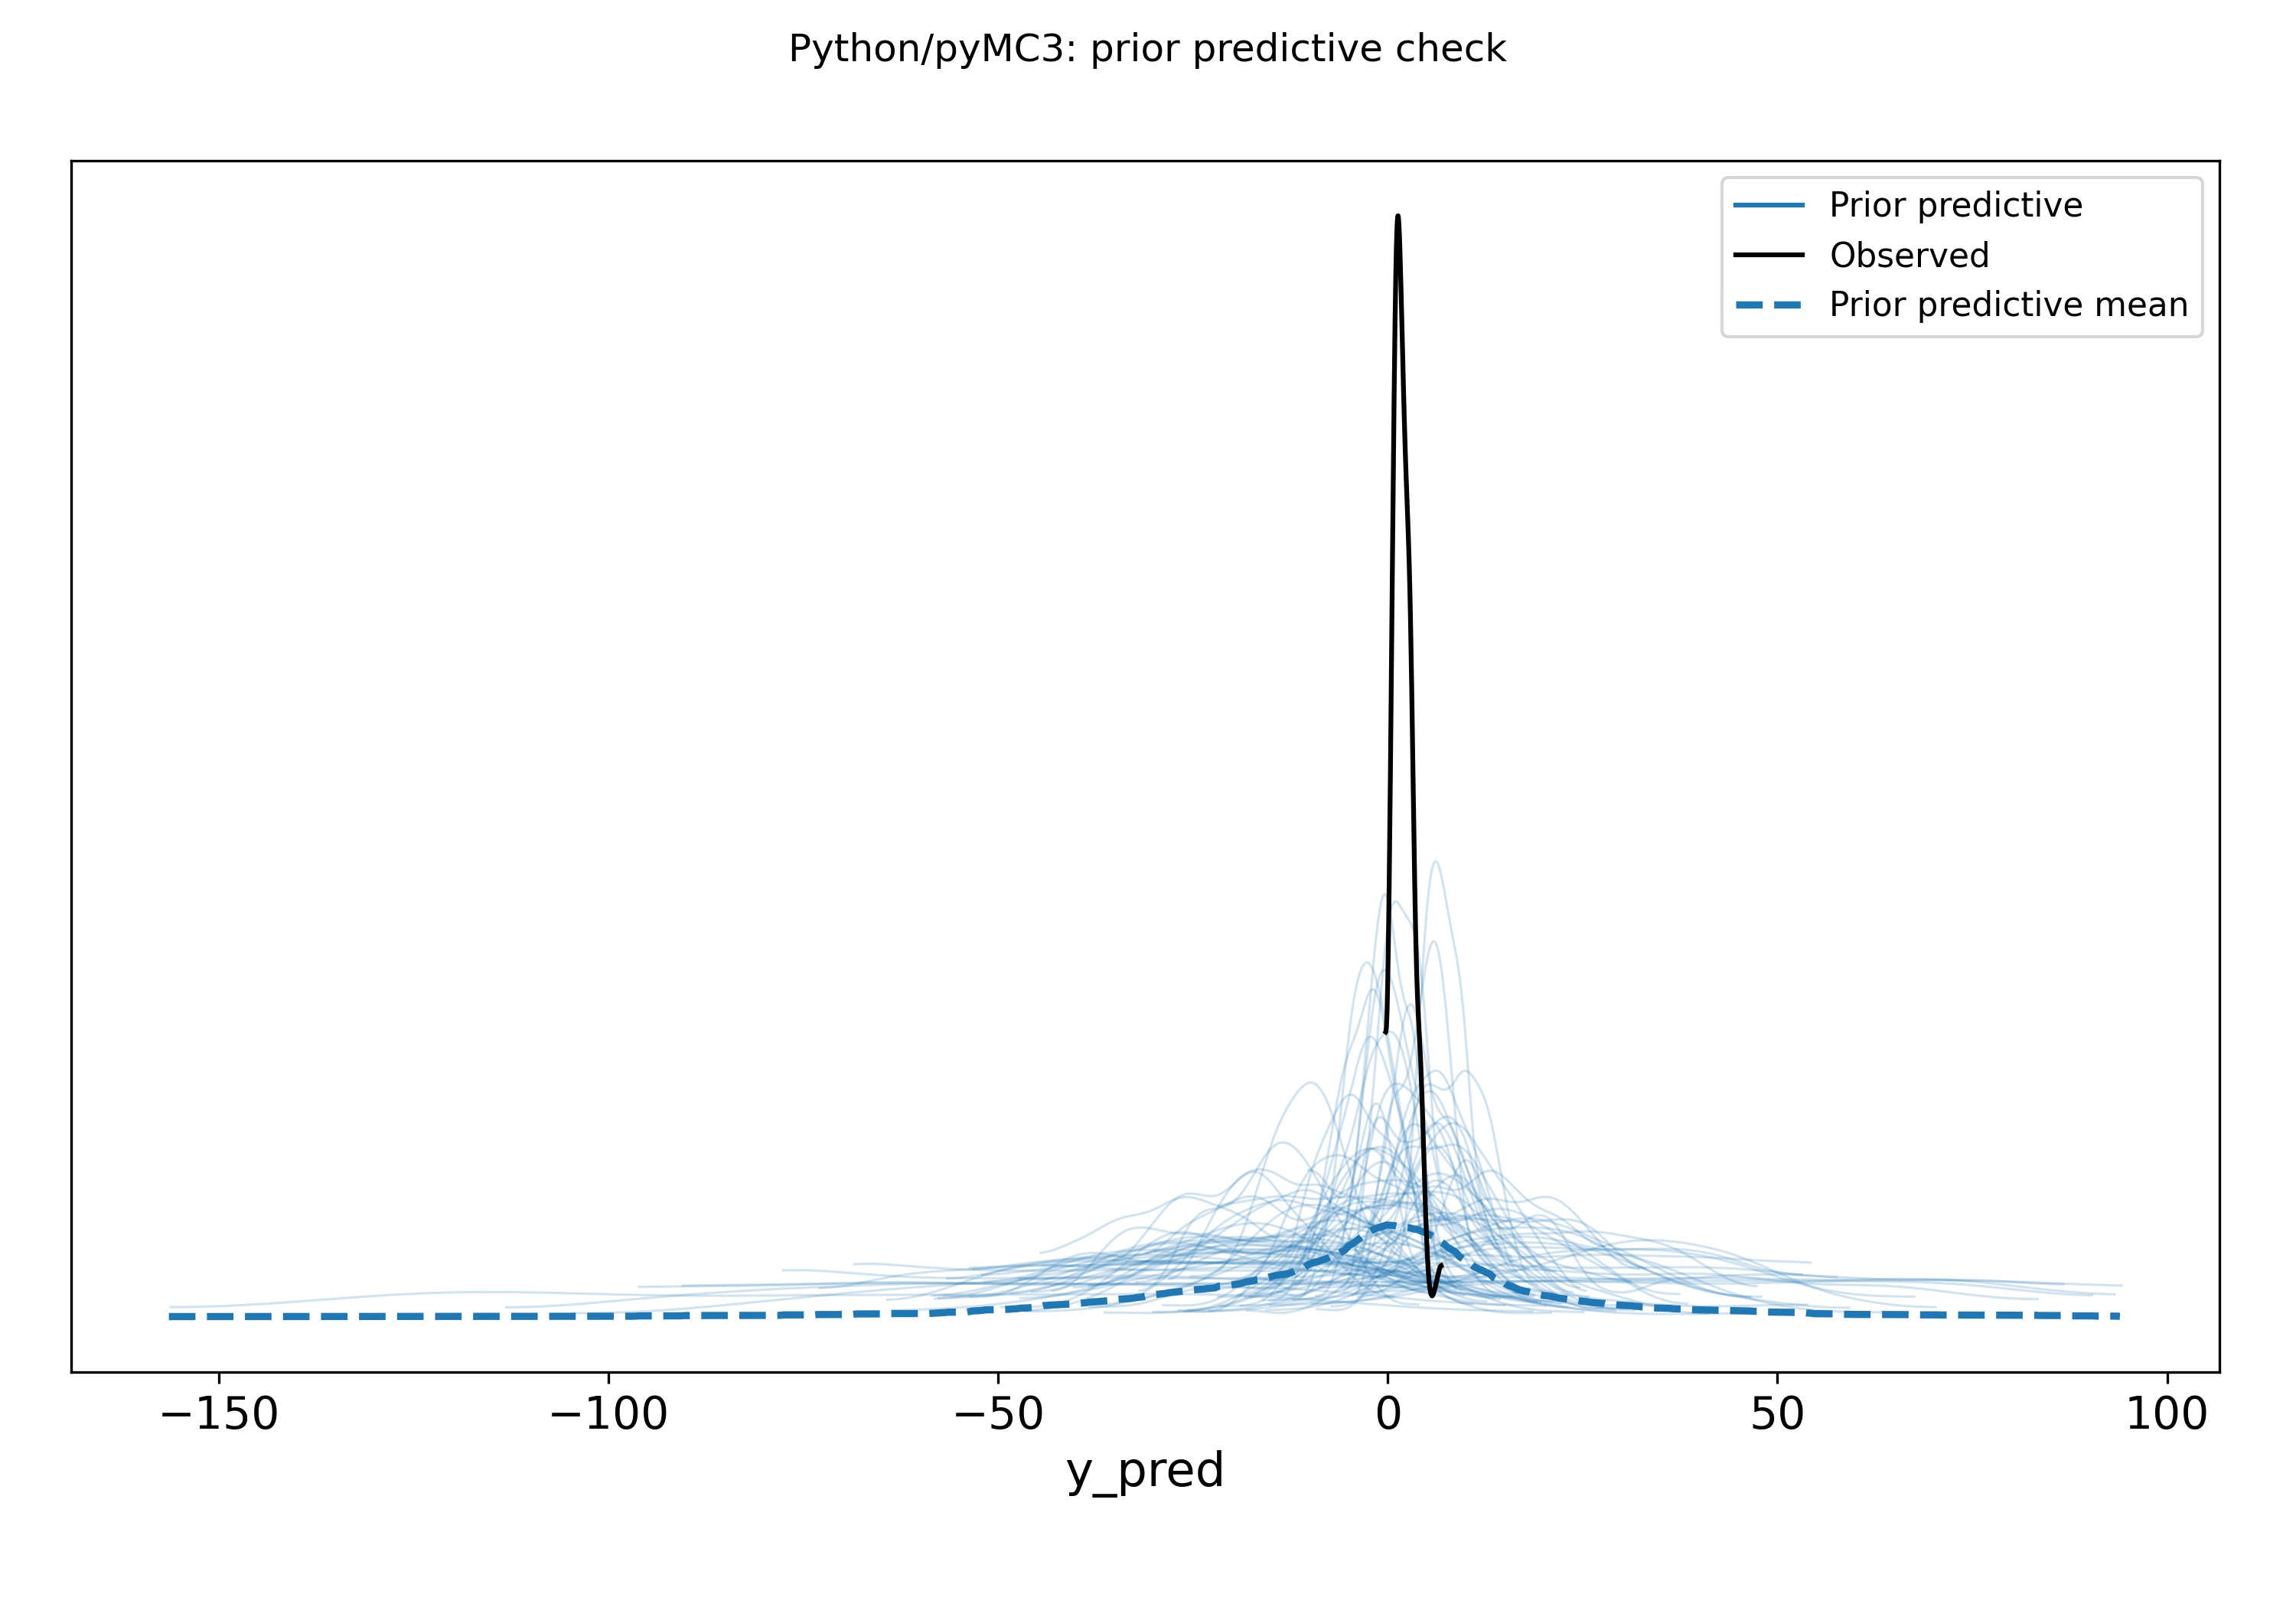 Python/pyMC3: prior predictive check
Prior predictive
Observed
Prior predictive mean
−150
−100
−50
0
50
100
y_pred